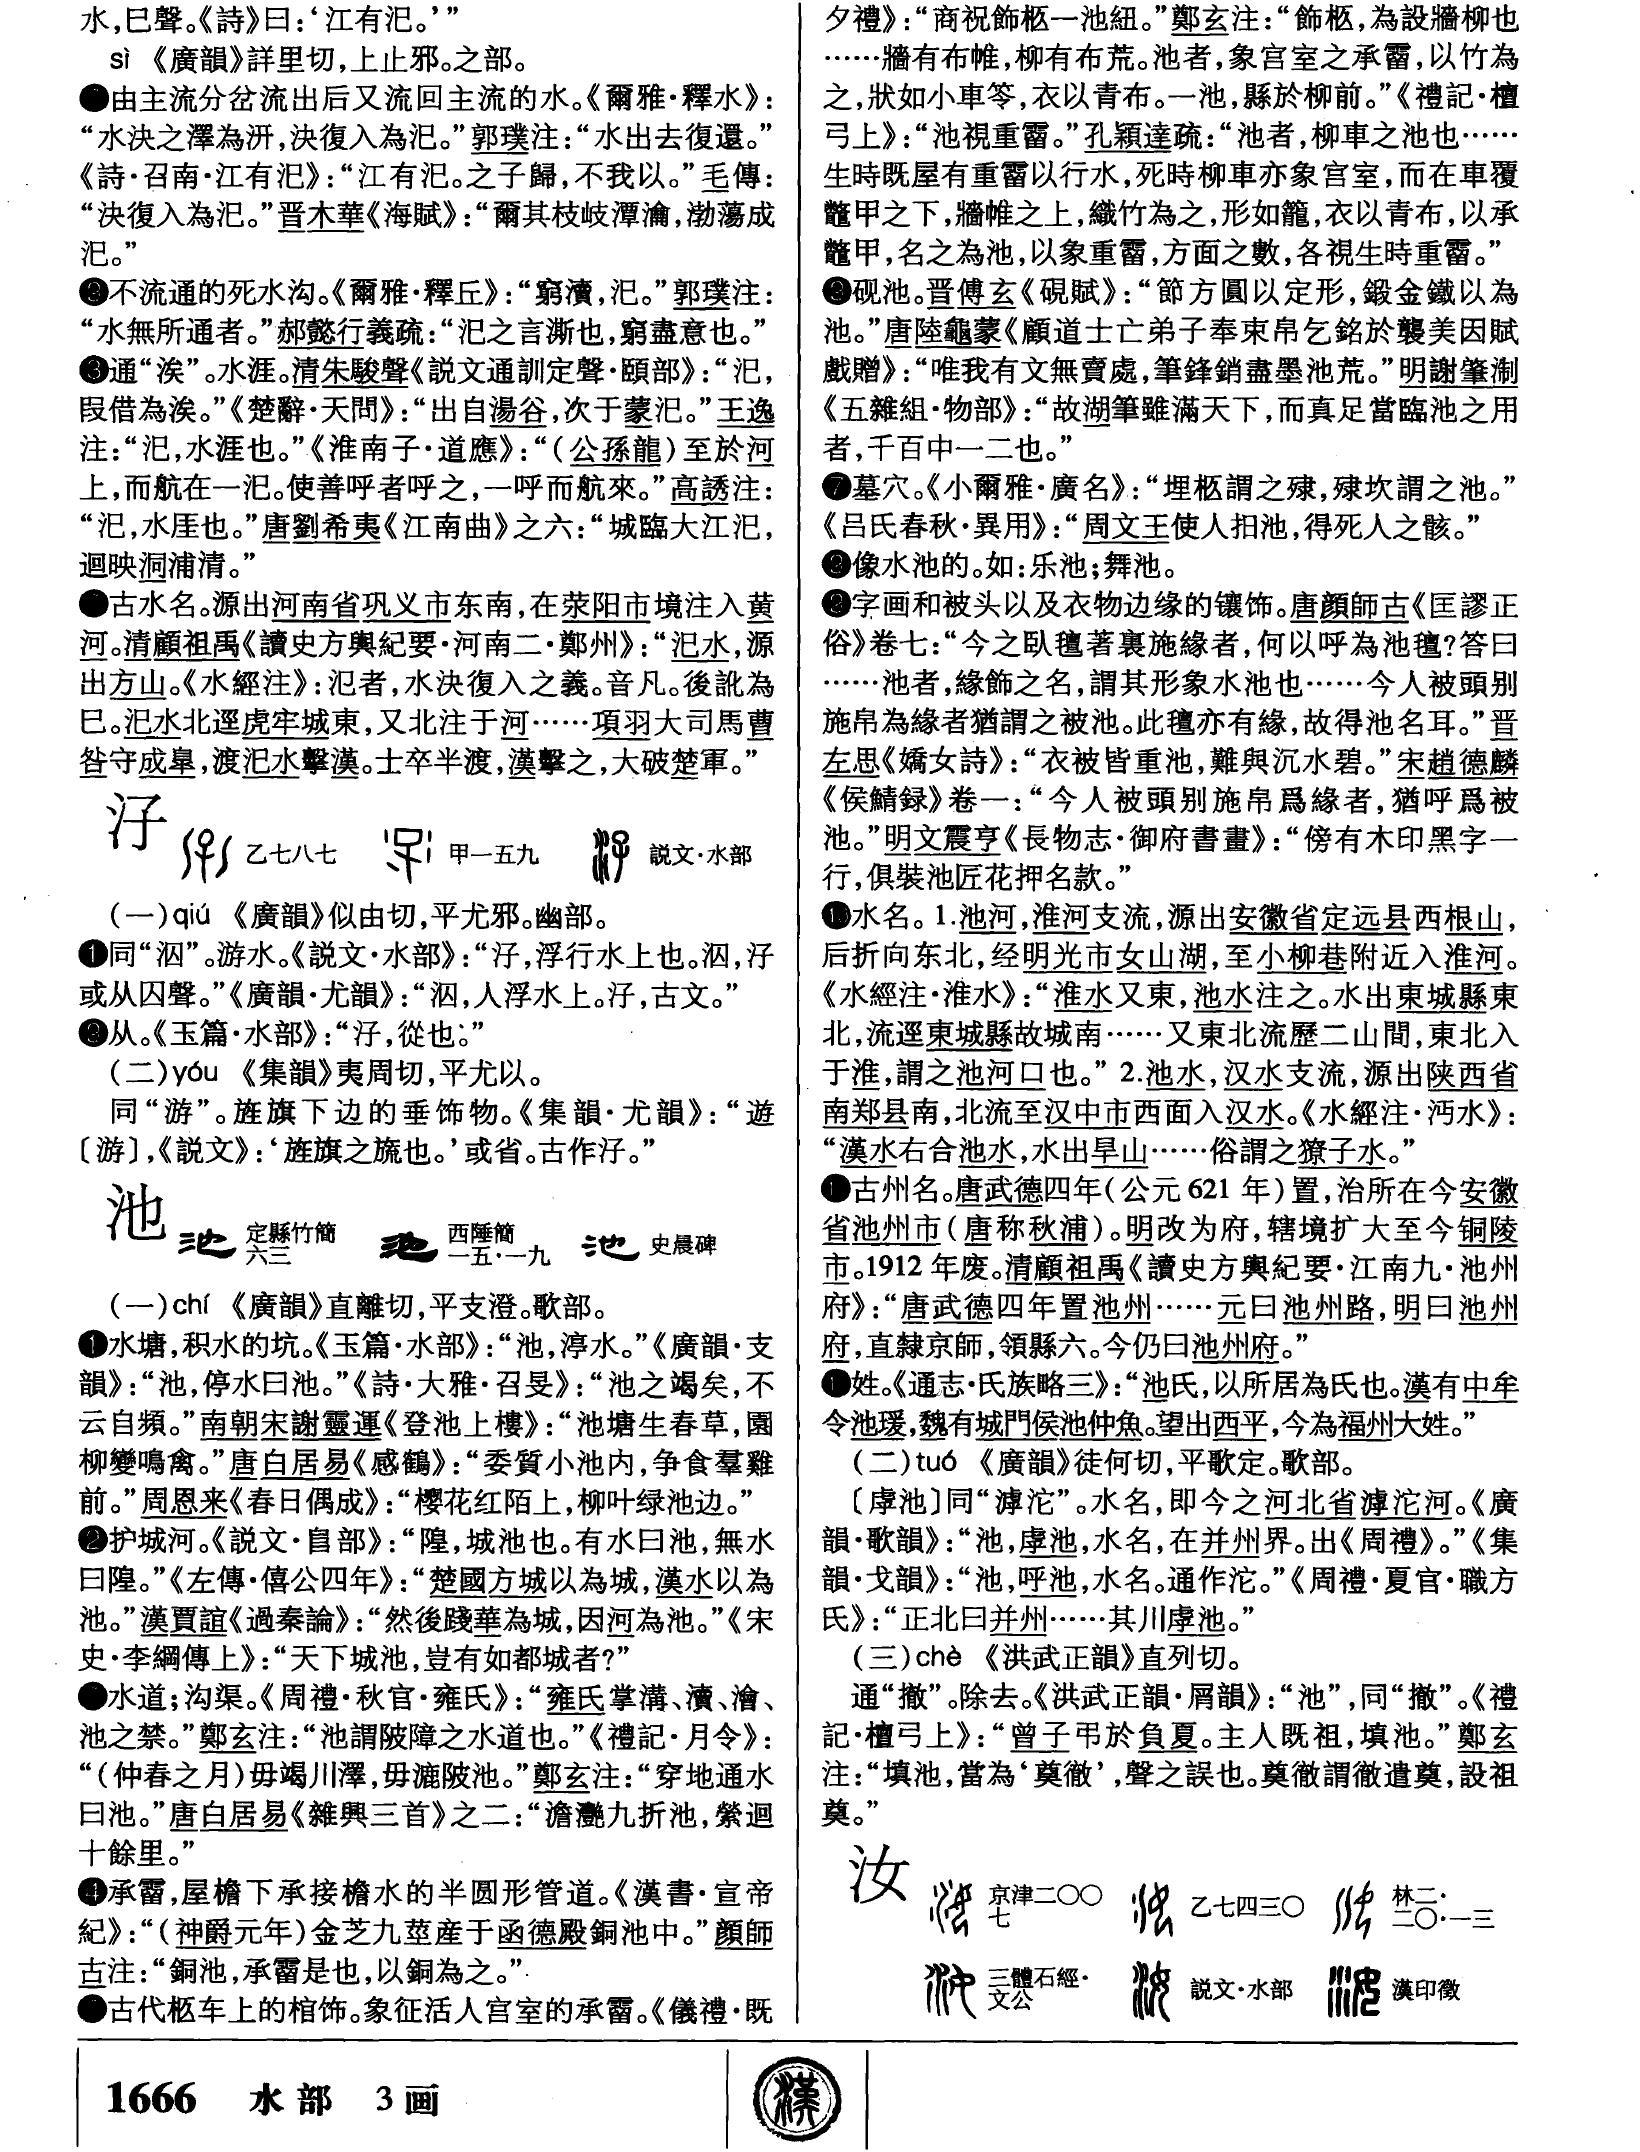 水，巳聲。《詩》曰：‘江有汜。’”
sì 《廣韻》詳里切，上止邪。之部。
●由主流分岔流出后又流回主流的水。《爾雅·釋水》：
“水決之澤為汧，決復入為汜。”郭璞注：“水出去復還。”
《詩·召南·江有汜》：“江有汜。之子歸，不我以。”毛傳：
“決復入為汜。”晋木華《海賦》：“爾其枝岐潭瀹，渤蕩成
汜。”
❷不流通的死水沟。《爾雅·釋丘》：“窮瀆，汜。”郭璞注：
“水無所通者。”郝懿行義疏：“汜之言澌也，窮盡意也。”
❸通“涘”。水涯。清朱駿聲《説文通訓定聲·頤部》：“汜，
叚借為涘。”《楚辭·天問》：“出自湯谷，次于蒙汜。”王逸
注：“汜，水涯也。”《淮南子·道應》：“（公孫龍）至於河
上，而航在一汜。使善呼者呼之，一呼而航來。”高誘注：
“汜，水厓也。”唐劉希夷《江南曲》之六：“城臨大江汜，
迴映洞浦清。”
●古水名。源出河南省巩义市东南，在荥阳市境注入黄
河。清顧祖禹《讀史方輿紀要·河南二·鄭州》：“汜水，源
出方山。《水經注》：汜者，水決復入之義。音凡。後訛為
巳。汜水北逕虎牢城東，又北注于河……項羽大司馬曹
咎守成皐，渡汜水擊漢。士卒半渡，漢擊之，大破楚軍。”
汓 乙七八七 甲一五九 説文·水部
（一）qiú 《廣韻》似由切，平尤邪。幽部。
❶同“泅”。游水。《説文·水部》：“汓，浮行水上也。泅，汓
或从囚聲。”《廣韻·尤韻》：“泅，人浮水上。汓，古文。”
❷从。《玉篇·水部》：“汓，從也。”
（二）yóu 《集韻》夷周切，平尤以。
同“游”。旌旗下边的垂饰物。《集韻·尤韻》：“遊
〔游〕，《説文》：‘旌旗之旒也。’或省。古作汓。”
池 定縣竹簡六三 西陲簡一五·一九 史晨碑
（一）chí 《廣韻》直離切，平支澄。歌部。
❶水塘，积水的坑。《玉篇·水部》：“池，渟水。”《廣韻·支
韻》：“池，停水曰池。”《詩·大雅·召旻》：“池之竭矣，不
云自頻。”南朝宋謝靈運《登池上樓》：“池塘生春草，園
柳變鳴禽。”唐白居易《感鶴》：“委質小池内，争食羣雞
前。”周恩来《春日偶成》：“樱花红陌上，柳叶绿池边。”
❷护城河。《説文·𨸏部》：“隍，城池也。有水曰池，無水
曰隍。”《左傳·僖公四年》：“楚國方城以為城，漢水以為
池。”漢賈誼《過秦論》：“然後踐華為城，因河為池。”《宋
史·李綱傳上》：“天下城池，豈有如都城者？”
●水道；沟渠。《周禮·秋官·雍氏》：“雍氏掌溝、瀆、澮、
池之禁。”鄭玄注：“池謂陂障之水道也。”《禮記·月令》：
“（仲春之月）毋竭川澤，毋漉陂池。”鄭玄注：“穿地通水
曰池。”唐白居易《雜興三首》之二：“澹灩九折池，縈迴
十餘里。”
❹承霤，屋檐下承接檐水的半圆形管道。《漢書·宣帝
紀》：“（神爵元年）金芝九莖産于函德殿銅池中。”顔師
古注：“銅池，承霤是也，以銅為之。”
●古代柩车上的棺饰。象征活人宫室的承霤。《儀禮·既
夕禮》：“商祝飾柩一池紐。”鄭玄注：“飾柩，為設牆柳也
……牆有布帷，柳有布荒。池者，象宫室之承霤，以竹為
之，狀如小車笭，衣以青布。一池，縣於柳前。”《禮記·檀
弓上》：“池視重霤。”孔穎達疏：“池者，柳車之池也……
生時既屋有重霤以行水，死時柳車亦象宫室，而在車覆
鼈甲之下，牆帷之上，織竹為之，形如籠，衣以青布，以承
鼈甲，名之為池，以象重霤，方面之數，各視生時重霤。”
●砚池。晋傅玄《硯賦》：“節方圓以定形，鍛金鐵以為
池。”唐陸龜蒙《顧道士亡弟子奉束帛乞銘於襲美因賦
戲贈》：“唯我有文無賣處，筆鋒銷盡墨池荒。”明謝肇淛
《五雜組·物部》：“故湖筆雖滿天下，而真足當臨池之用
者，千百中一二也。”
❼墓穴。《小爾雅·廣名》：“埋柩謂之殔，殔坎謂之池。”
《吕氏春秋·異用》：“周文王使人抇池，得死人之骸。”
●像水池的。如：乐池；舞池。
●字画和被头以及衣物边缘的镶饰。唐顔師古《匡謬正
俗》卷七：“今之臥氊著裏施緣者，何以呼為池氊？答曰
……池者，緣飾之名，謂其形象水池也……今人被頭别
施帛為緣者猶謂之被池。此氊亦有緣，故得池名耳。”晋
左思《嬌女詩》：“衣被皆重池，難與沉水碧。”宋趙德麟
《侯鯖録》卷一：“今人被頭别施帛爲緣者，猶呼爲被
池。”明文震亨《長物志·御府書畫》：“傍有木印黑字一
行，俱裝池匠花押名款。”
●水名。1.池河，淮河支流，源出安徽省定远县西根山，
后折向东北，经明光市女山湖，至小柳巷附近入淮河。
《水經注·淮水》：“淮水又東，池水注之。水出東城縣東
北，流逕東城縣故城南……又東北流歷二山間，東北入
于淮，謂之池河口也。” 2.池水，汉水支流，源出陕西省
南郑县南，北流至汉中市西面入汉水。《水經注·沔水》：
“漢水右合池水，水出旱山……俗謂之獠子水。”
●古州名。唐武德四年（公元621年）置，治所在今安徽
省池州市（唐称秋浦）。明改为府，辖境扩大至今铜陵
市。1912年废。清顧祖禹《讀史方輿紀要·江南九·池州
府》：“唐武德四年置池州……元曰池州路，明曰池州
府，直隸京師，領縣六。今仍曰池州府。”
●姓。《通志·氏族略三》：“池氏，以所居為氏也。漢有中牟
令池瑗，魏有城門侯池仲魚。望出西平，今為福州大姓。”
（二）tuó 《廣韻》徒何切，平歌定。歌部。
〔虖池〕同“滹沱”。水名，即今之河北省滹沱河。《廣
韻·歌韻》：“池，虖池，水名，在并州界。出《周禮》。”《集
韻·戈韻》：“池，呼池，水名。通作沱。”《周禮·夏官·職方
氏》：“正北曰并州……其川虖池。”
（三）chè 《洪武正韻》直列切。
通“撤”。除去。《洪武正韻·屑韻》：“池”，同“撤”。《禮
記·檀弓上》：“曾子弔於負夏。主人既祖，填池。”鄭玄
注：“填池，當為‘奠徹’，聲之誤也。奠徹謂徹遣奠，設祖
奠。”
汝 京津二〇〇七 乙七四三〇 林二·二〇·一三
三體石經·文公 説文·水部 漢印徵
1666 水部 3画
漢